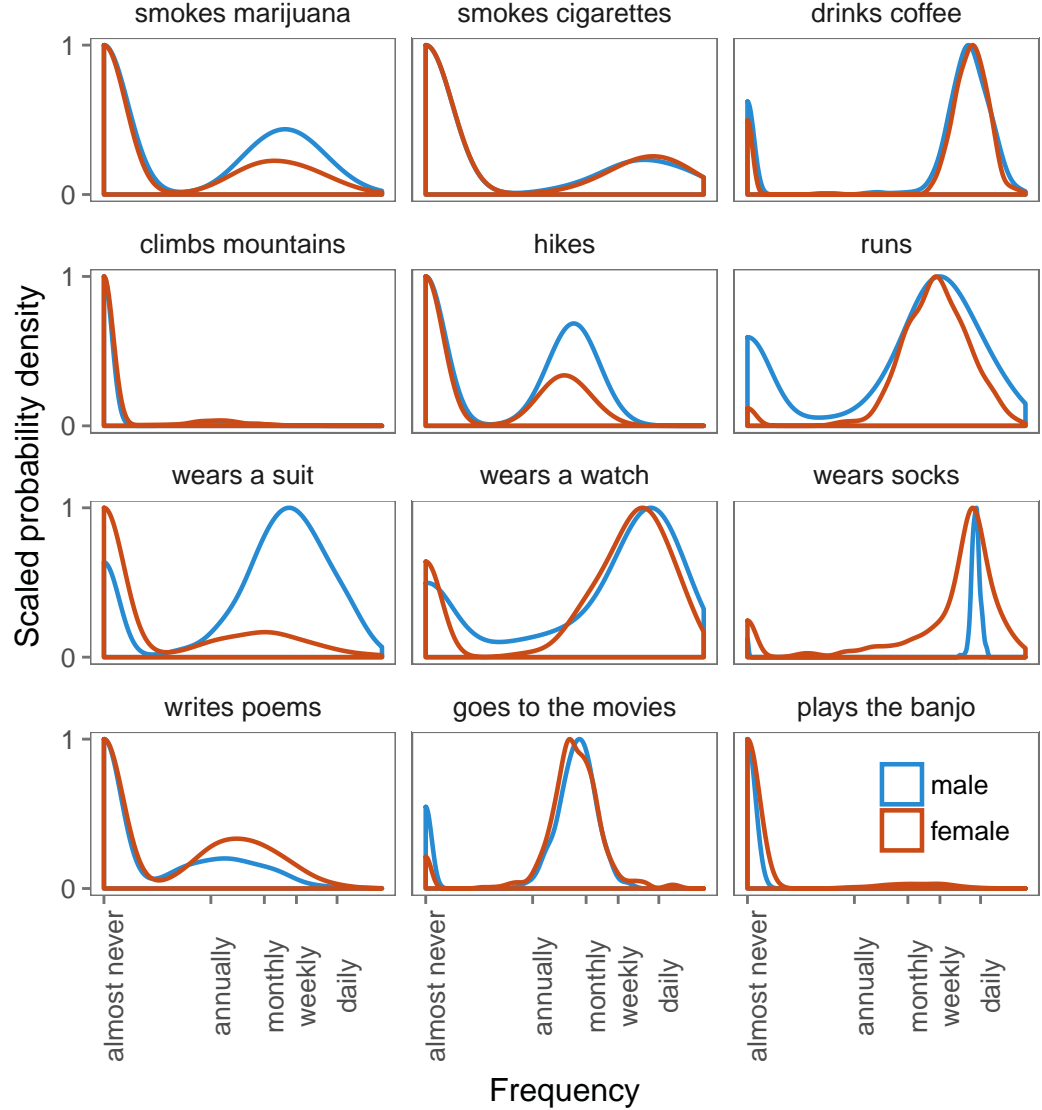 smokes marijuana
smokes cigarettes
drinks coffee
1
0
climbs mountains
hikes
runs
1
0
wears a suit
wears a watch
wears socks
1
0
writes poems
goes to the movies
plays the banjo
1
0
male
female
almost never
annually
monthly
weekly
daily
almost never
annually
monthly
weekly
daily
almost never
annually
monthly
weekly
daily
Scaled probability density
Frequency